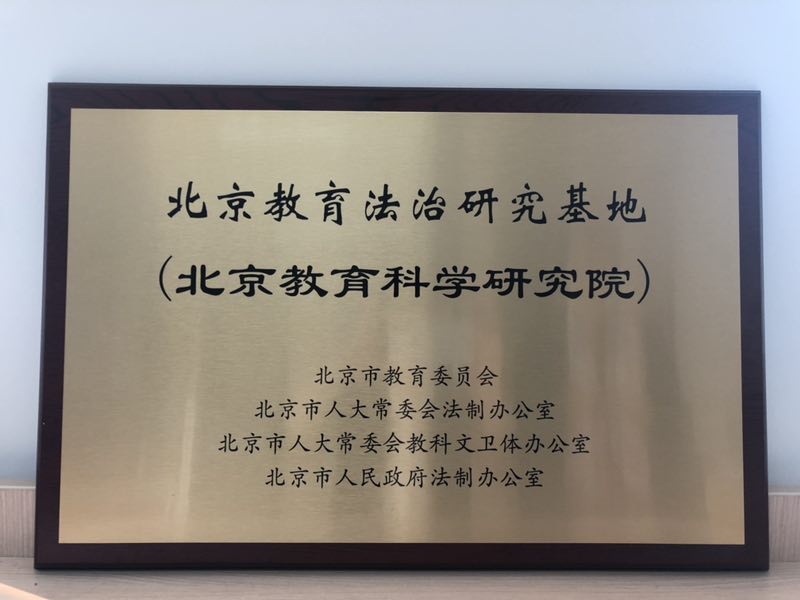 北京教育法治研究基地
（北京教育科学研究院）
北京市教育委员会
北京市人大常委会法制办公室
北京市人大常委会教科文卫体办公室
北京市人民政府法制办公室